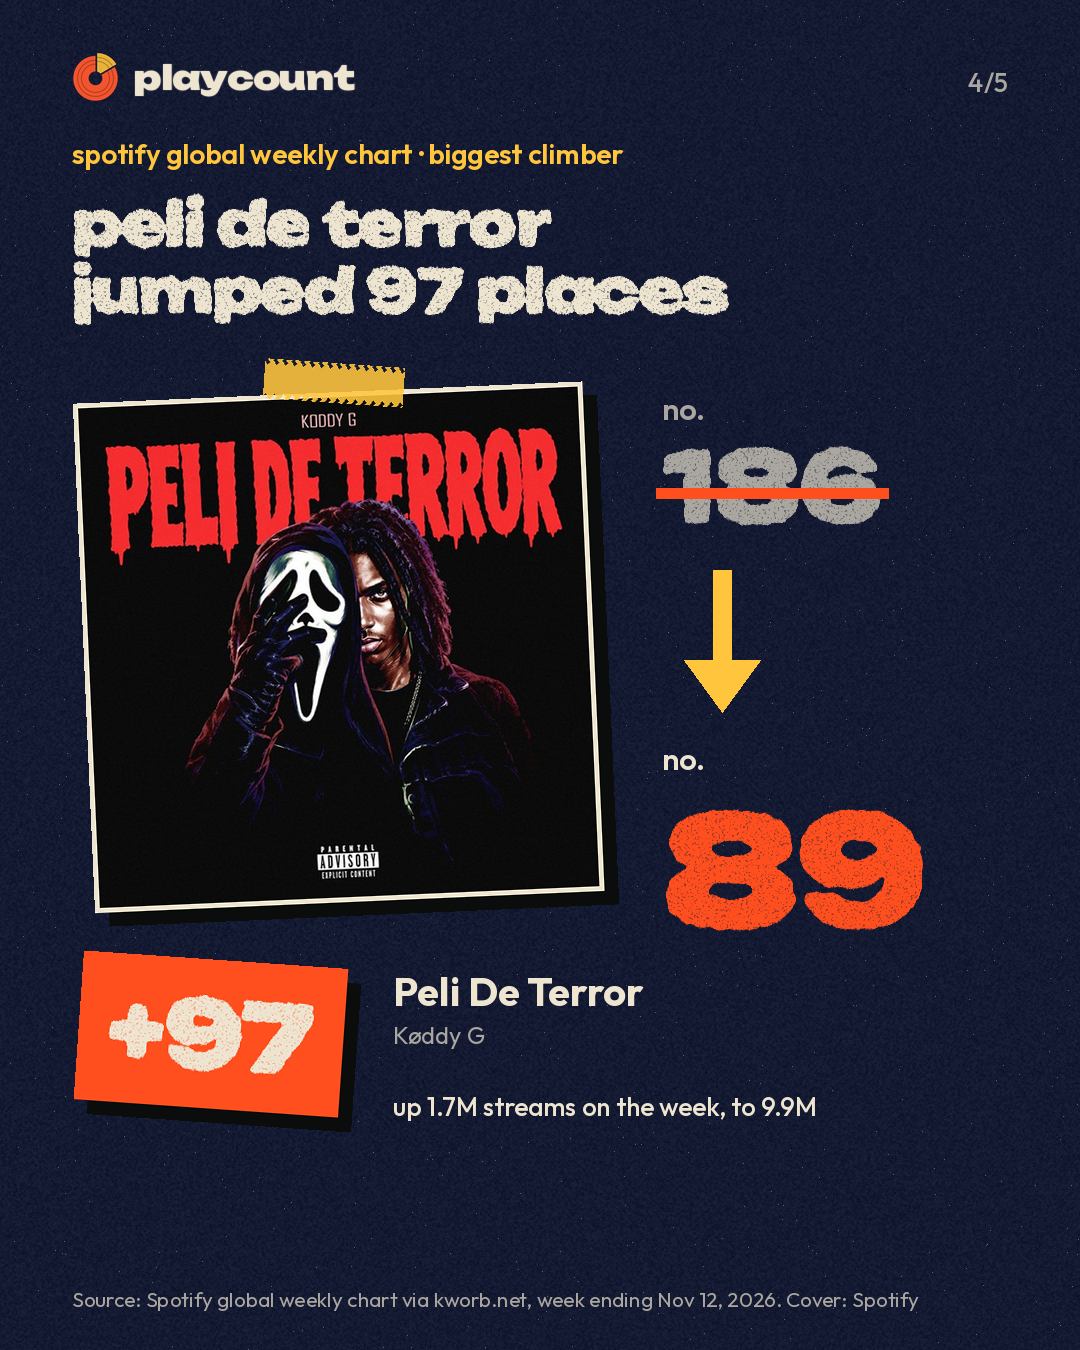 playcount
4/5
spotify global weekly chart · biggest climber
peli de terror
jumped 97 places
KODDY G
PELI DE TERROR
PARENTAL
ADVISORY
EXPLICIT CONTENT
no.
186
no.
89
+97
Peli De Terror
Køddy G
up 1.7M streams on the week, to 9.9M
Source: Spotify global weekly chart via kworb.net, week ending Nov 12, 2026. Cover: Spotify